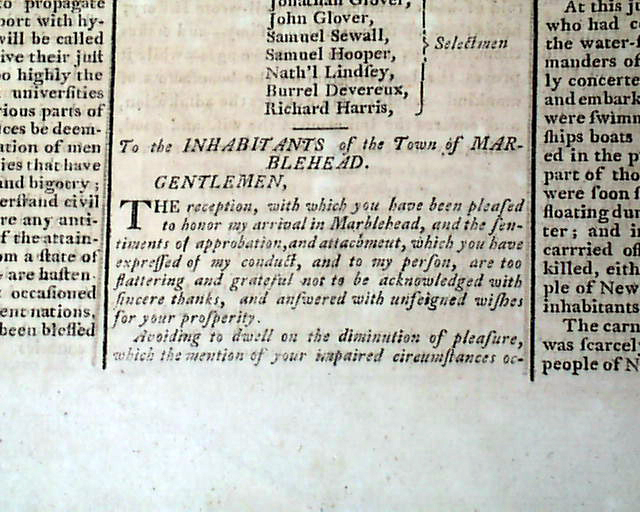 to propagate
port with hy-
will be called
ive their juſt
oo highly the
univerſities
rious parts of
ces be deem-
ation of men
ies that have
and bigotry;
erſtand civil
re any anti-
f the attain-
om a ſtate of
are haſten-
occaſioned
ent nations,
been bleſſed
Jonathan Glover,
John Glover,
Samuel Sewall,
Samuel Hooper,
Nath'l Lindſey,
Burrel Devereux,
Richard Harris,
Selectmen
To the INHABITANTS of the Town of MAR-
BLEHEAD.
GENTLEMEN,
THE reception, with which you have been pleaſed
to honor my arrival in Marblehead, and the ſen-
timents of approbation, and attachment, which you have
expreſſed of my conduct, and to my perſon, are too
flattering and grateful not to be acknowledged with
ſincere thanks, and anſwered with unfeigned wiſhes
for your proſperity.
Avoiding to dwell on the diminution of pleaſure,
which the mention of your impaired circumſtances oc-
At this
who had
the water-
manders of
ly concerte
and embark
were ſwimm
ſhips boats
ed in the p
part of tho
were ſoon ſ
floating du
ter; and i
carrried off
killed, eith
ple of New
inhabitants
The carn
was ſcarcely
people of N